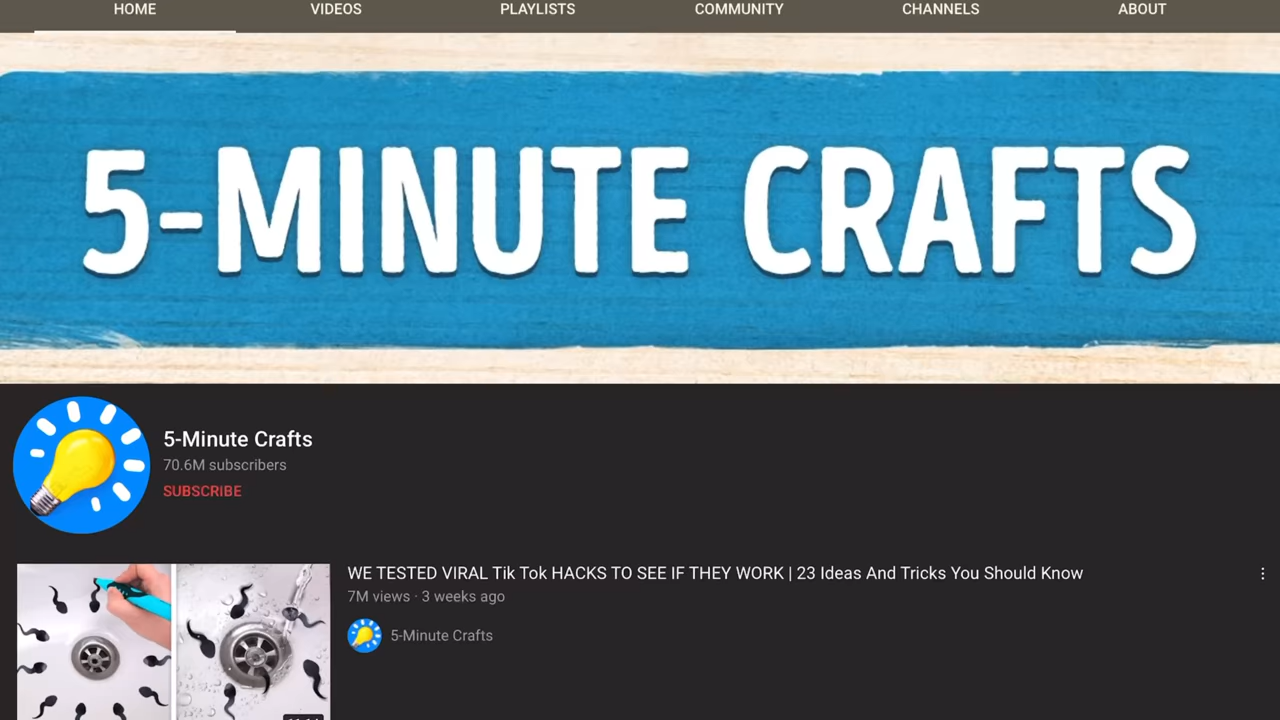 HOME VIDEOS PLAYLISTS COMMUNITY CHANNELS ABOUT
5-MINUTE CRAFTS
5-Minute Crafts
70.6M subscribers
SUBSCRIBE
WE TESTED VIRAL Tik Tok HACKS TO SEE IF THEY WORK | 23 Ideas And Tricks You Should Know
7M views · 3 weeks ago
5-Minute Crafts